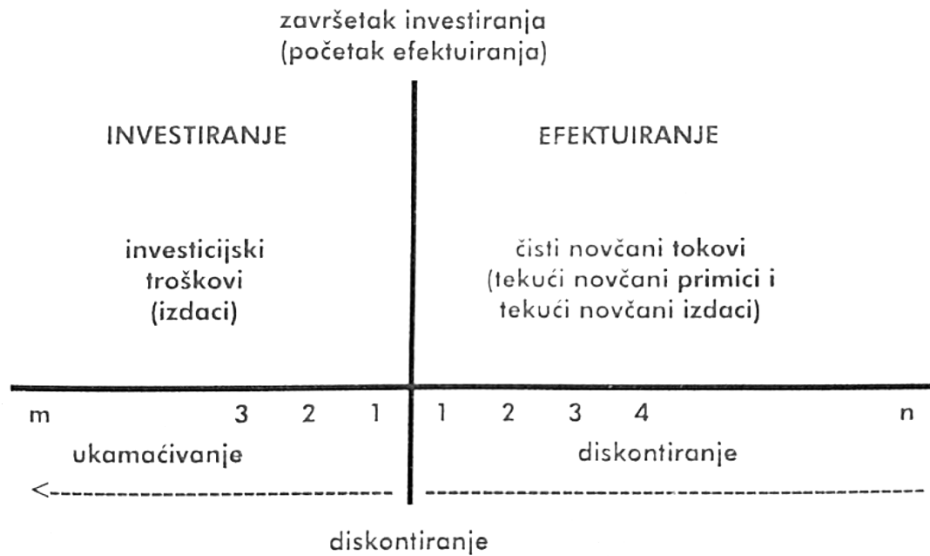 završetak investiranja
(početak efektuiranja)
INVESTIRANJE
EFEKTUIRANJE
investicijski
troškovi
(izdaci)
čisti novčani tokovi
(tekući novčani primici i
tekući novčani izdaci)
m 3 2 1 1 2 3 4 n
ukamaćivanje
diskontiranje
diskontiranje